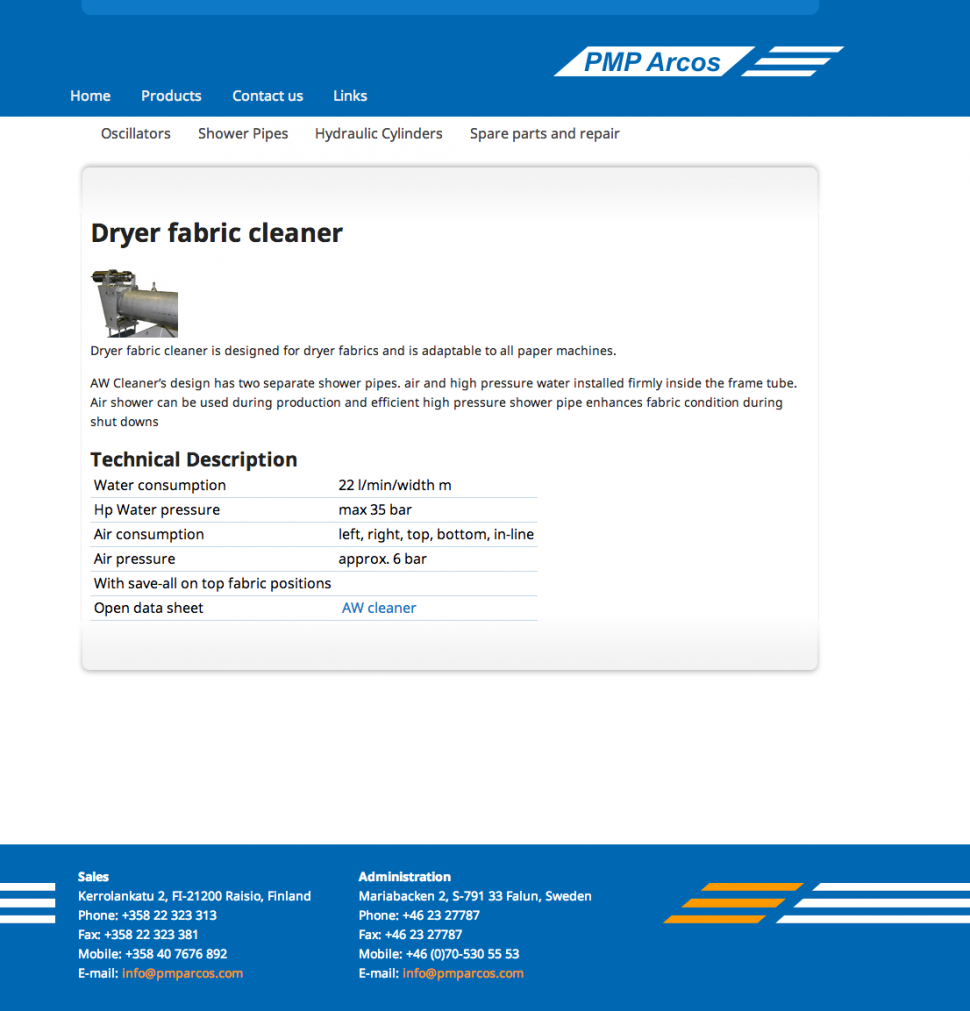 PMP Arcos
Home Products Contact us Links
Oscillators Shower Pipes Hydraulic Cylinders Spare parts and repair
Dryer fabric cleaner
Dryer fabric cleaner is designed for dryer fabrics and is adaptable to all paper machines.
AW Cleaner's design has two separate shower pipes. air and high pressure water installed firmly inside the frame tube.
Air shower can be used during production and efficient high pressure shower pipe enhances fabric condition during
shut downs
Technical Description
Water consumption 22 l/min/width m
Hp Water pressure max 35 bar
Air consumption left, right, top, bottom, in-line
Air pressure approx. 6 bar
With save-all on top fabric positions
Open data sheet AW cleaner
Sales
Kerrolankatu 2, FI-21200 Raisio, Finland
Phone: +358 22 323 313
Fax: +358 22 323 381
Mobile: +358 40 7676 892
E-mail: info@pmparcos.com
Administration
Mariabacken 2, S-791 33 Falun, Sweden
Phone: +46 23 27787
Fax: +46 23 27787
Mobile: +46 (0)70-530 55 53
E-mail: info@pmparcos.com